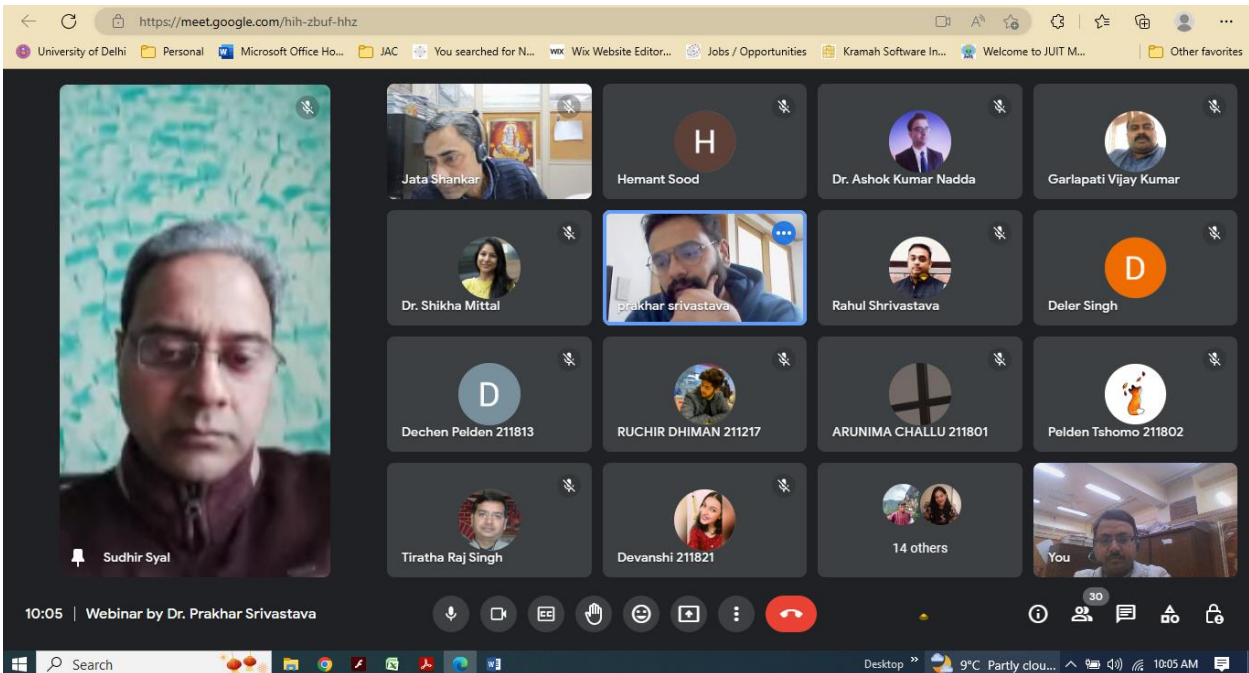 https://meet.google.com/hih-zbuf-hhz
University of Delhi Personal Microsoft Office Ho... JAC You searched for N... WIX Wix Website Editor... Jobs / Opportunities Kramah Software In... Welcome to JUIT M... Other favorites
Jata Shankar
H
Hemant Sood
Dr. Ashok Kumar Nadda
Garlapati Vijay Kumar
Dr. Shikha Mittal
prakhar srivastava
Rahul Shrivastava
D
Deler Singh
D
Dechen Pelden 211813
RUCHIR DHIMAN 211217
ARUNIMA CHALLU 211801
Pelden Tshomo 211802
Sudhir Syal
Tiratha Raj Singh
Devanshi 211821
14 others
You
10:05 | Webinar by Dr. Prakhar Srivastava
CC
30
Search
Desktop
9°C Partly clou...
10:05 AM